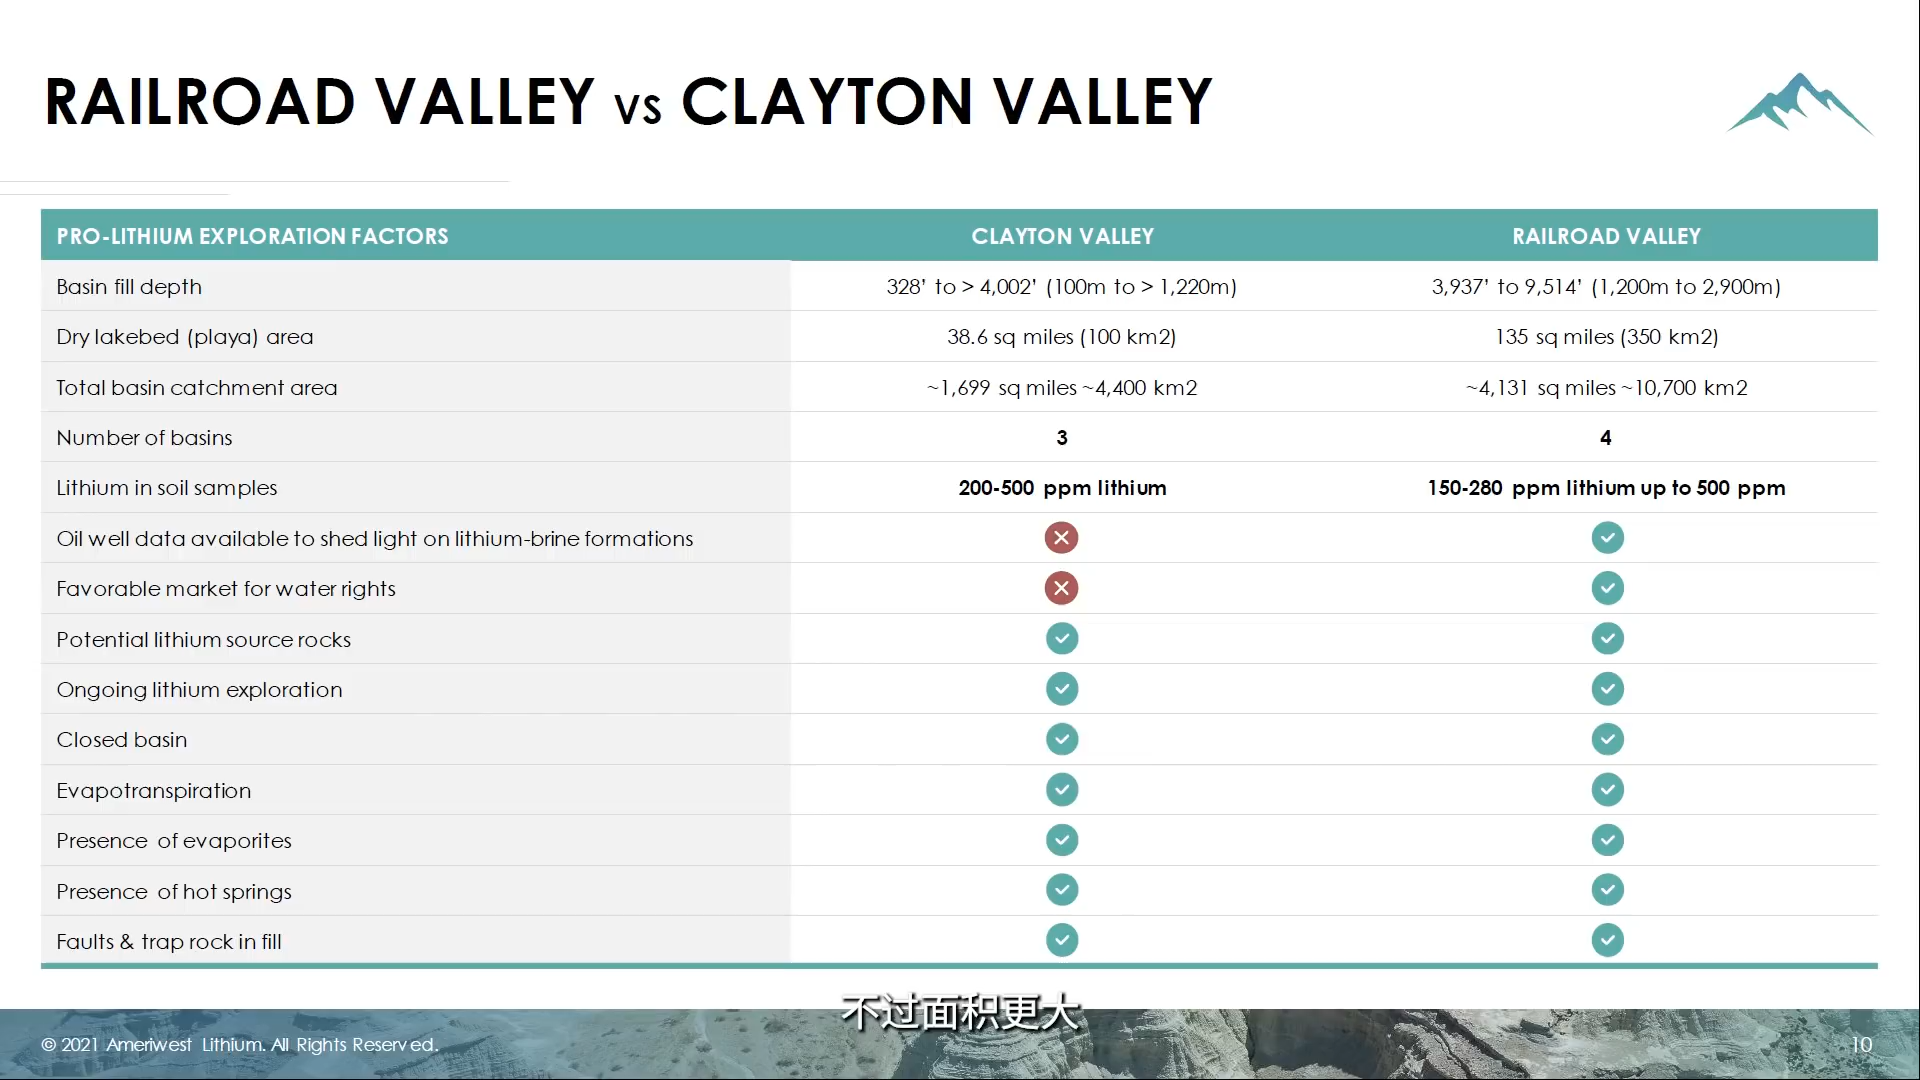 RAILROAD VALLEY vs CLAYTON VALLEY
PRO-LITHIUM EXPLORATION FACTORS CLAYTON VALLEY RAILROAD VALLEY
Basin fill depth 328’ to > 4,002’ (100m to > 1,220m) 3,937’ to 9,514’ (1,200m to 2,900m)
Dry lakebed (playa) area 38.6 sq miles (100 km2) 135 sq miles (350 km2)
Total basin catchment area ~1,699 sq miles ~4,400 km2 ~4,131 sq miles ~10,700 km2
Number of basins 3 4
Lithium in soil samples 200-500 ppm lithium 150-280 ppm lithium up to 500 ppm
Oil well data available to shed light on lithium-brine formations
Favorable market for water rights
Potential lithium source rocks
Ongoing lithium exploration
Closed basin
Evapotranspiration
Presence of evaporites
Presence of hot springs
Faults & trap rock in fill
不过面积更大
© 2021 Ameriwest Lithium. All Rights Reserved. 10